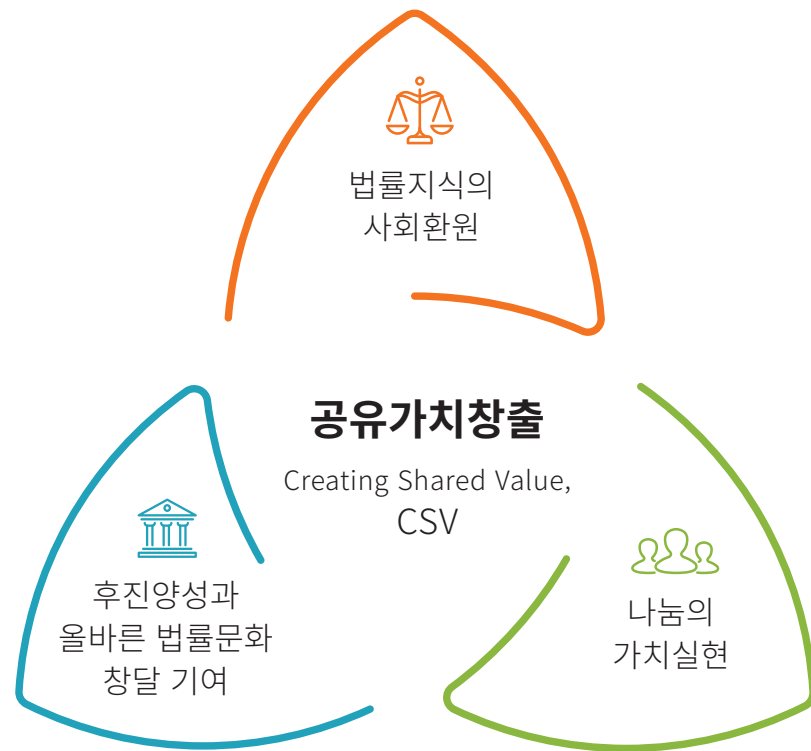 법률지식의
사회환원
공유가치창출
Creating Shared Value,
CSV
후진양성과
올바른 법률문화
창달 기여
나눔의
가치실현